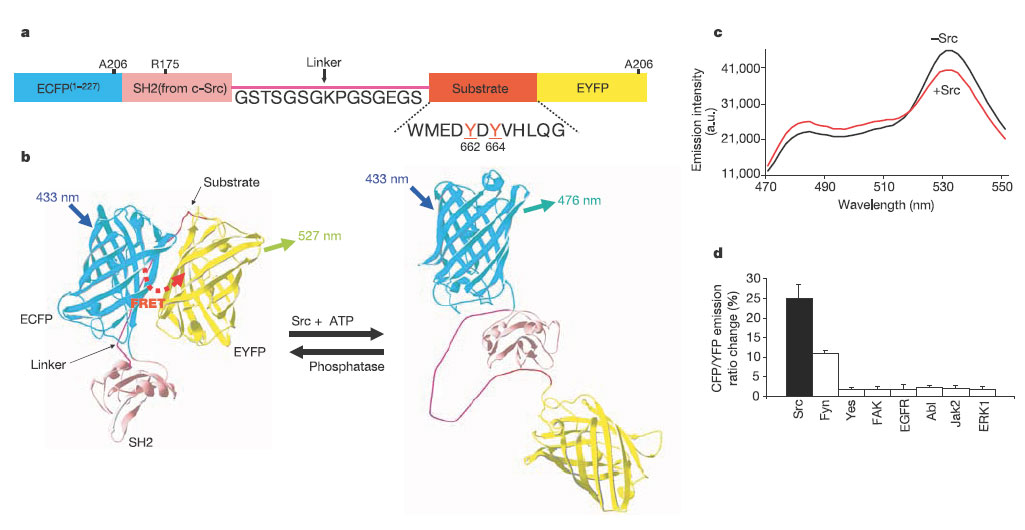 a
A206 R175 Linker A206
ECFP(1–227) SH2(from c-Src) GSTSGSGKPGSGEGS Substrate EYFP
WMEDYDYVHLQG
662 664
b
Substrate
433 nm
527 nm
FRET
ECFP
EYFP
Linker
SH2
Src + ATP
Phosphatase
433 nm
476 nm
c
–Src
+Src
Emission intensity
(a.u.)
41,000
31,000
21,000
11,000
470 490 510 530 550
Wavelength (nm)
d
CFP/YFP emission
ratio change (%)
30
25
20
15
10
5
0
Src
Fyn
Yes
FAK
EGFR
Abl
Jak2
ERK1